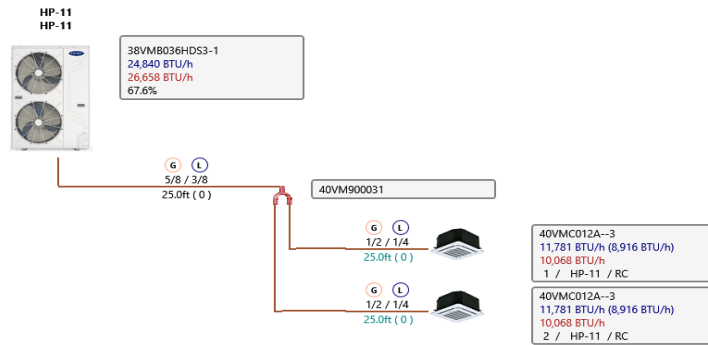 HP-11
HP-11
38VMB036HDS3-1
24,840 BTU/h
26,658 BTU/h
67.6%
G L
5/8 / 3/8
25.0ft ( 0 )
40VM900031
G L
1/2 / 1/4
25.0ft ( 0 )
40VMC012A--3
11,781 BTU/h (8,916 BTU/h)
10,068 BTU/h
1 / HP-11 / RC
G L
1/2 / 1/4
25.0ft ( 0 )
40VMC012A--3
11,781 BTU/h (8,916 BTU/h)
10,068 BTU/h
2 / HP-11 / RC